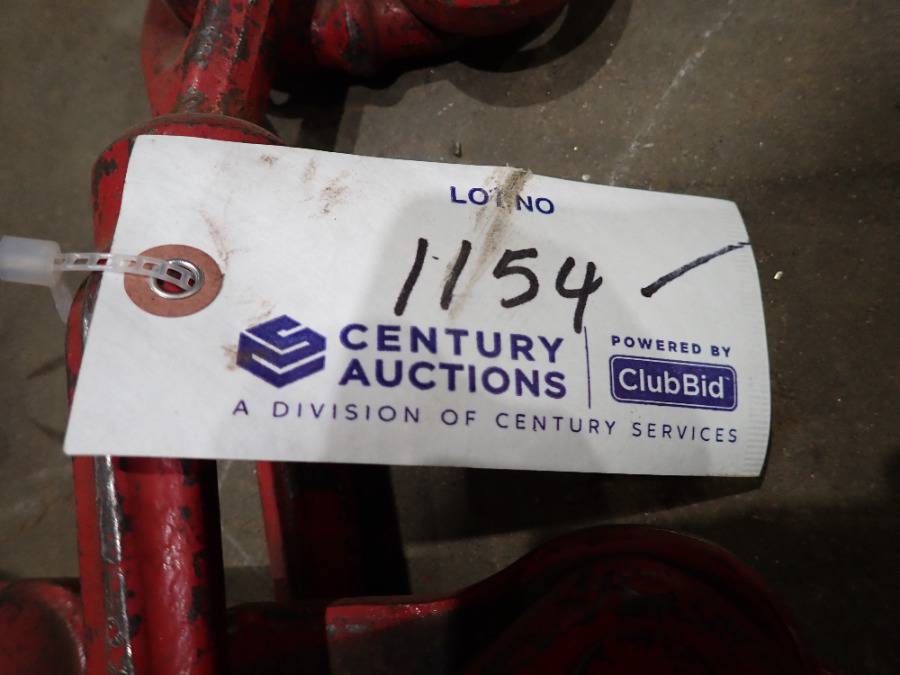 LOT NO
1154
CENTURY
AUCTIONS
POWERED BY
ClubBid
A DIVISION OF CENTURY SERVICES